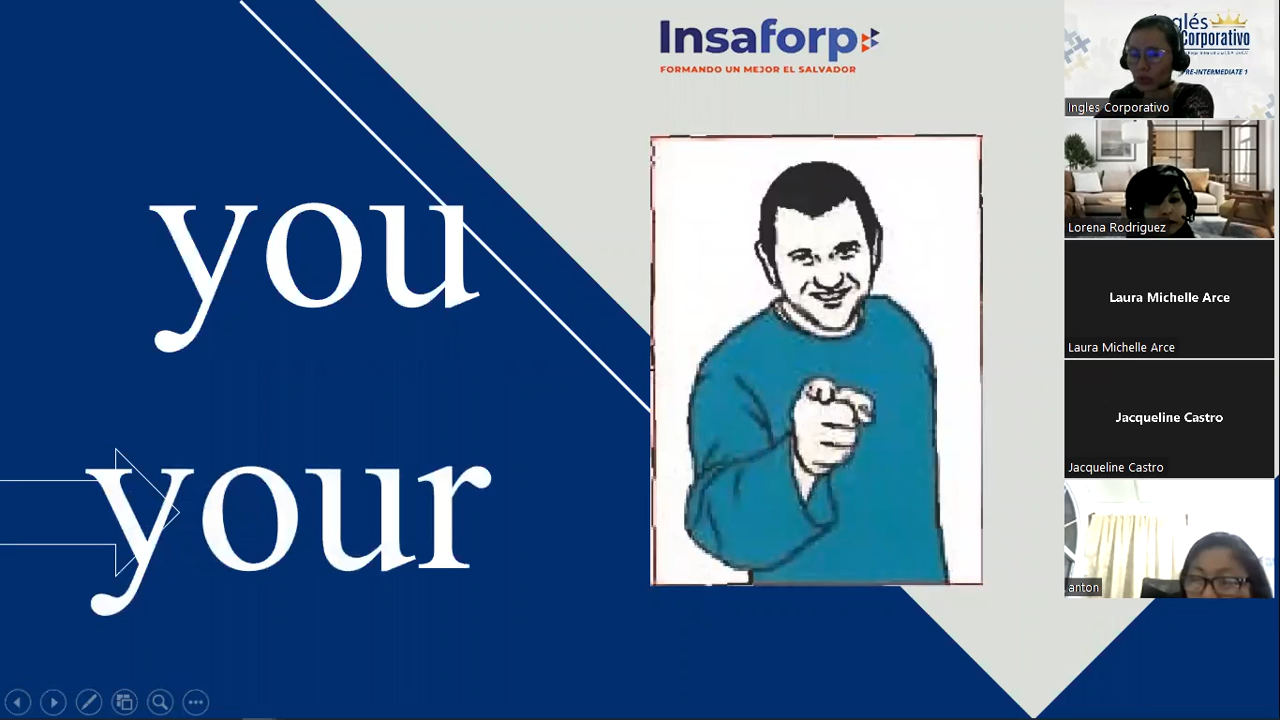 Insaforp
FORMANDO UN MEJOR EL SALVADOR
you
your
Inglés
Corporativo
PRE-INTERMEDIATE 1
Ingles Corporativo
Lorena Rodriguez
Laura Michelle Arce
Laura Michelle Arce
Jacqueline Castro
Jacqueline Castro
anton